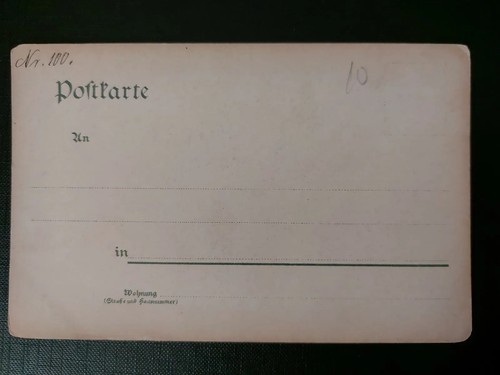 Nr. 100.
10
Postkarte
An
in
Wohnung
(Straße und Hausnummer)